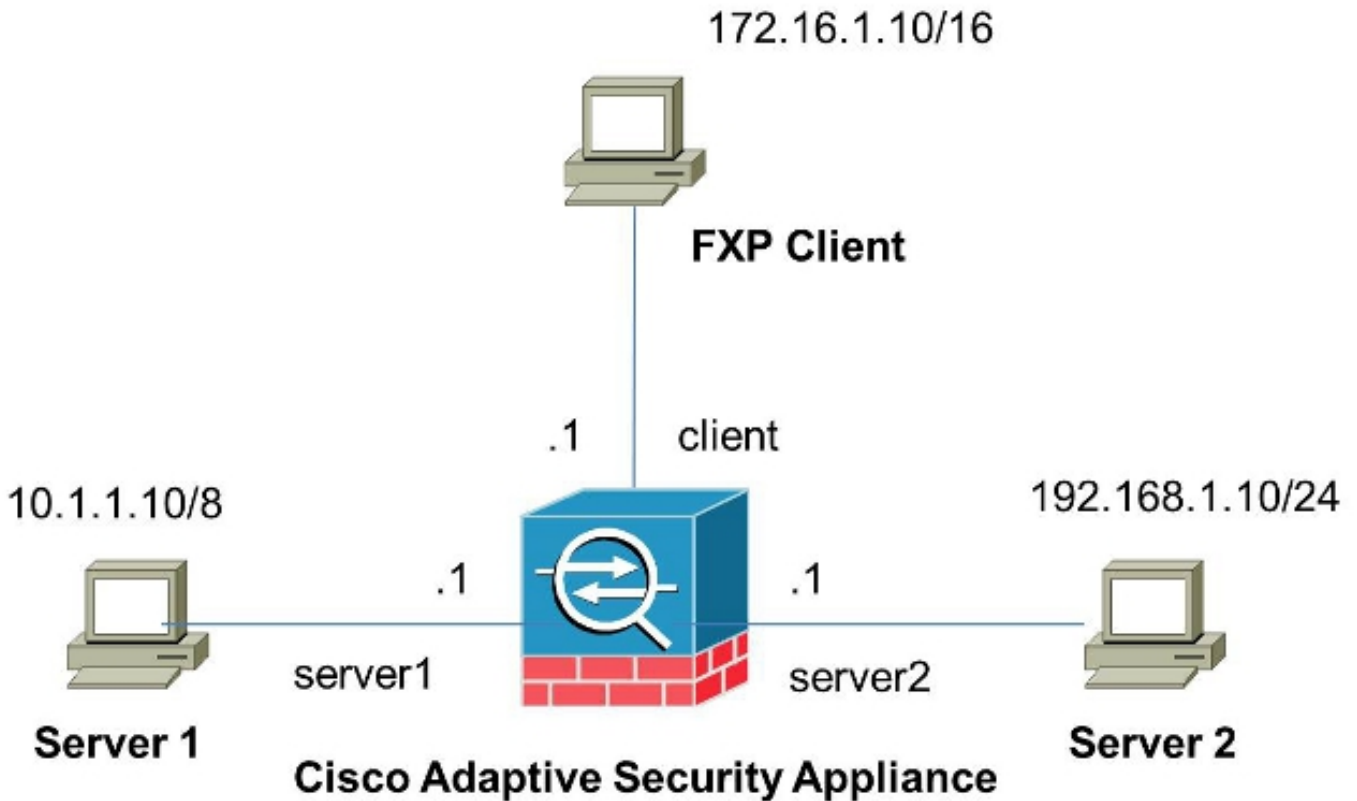 172.16.1.10/16
FXP Client
.1 client
10.1.1.10/8
192.168.1.10/24
.1
.1
server1
server2
Server 1
Server 2
Cisco Adaptive Security Appliance